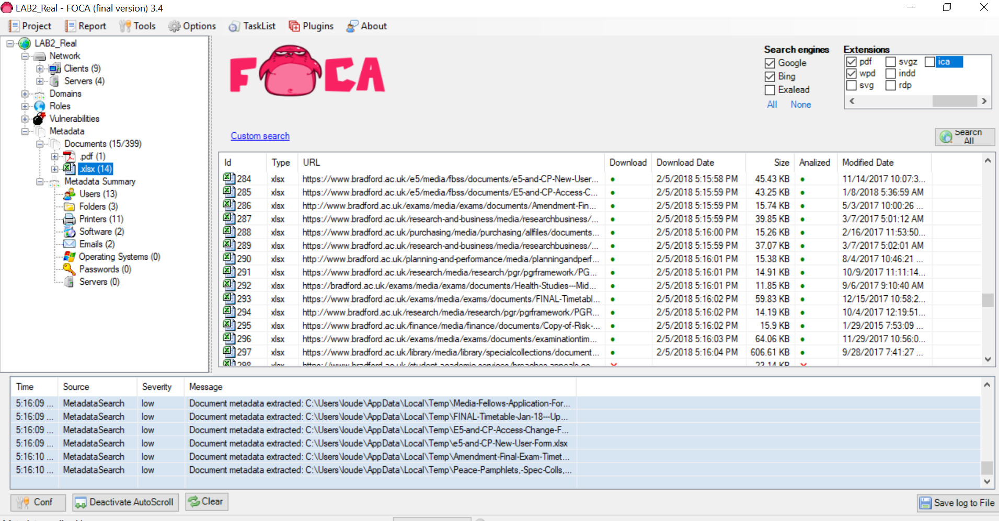 LAB2_Real - FOCA (final version) 3.4
Project Report Tools Options TaskList Plugins About
LAB2_Real
Network
Clients (9)
Servers (4)
Domains
Roles
Vulnerabilities
Metadata
Documents (15/399)
.pdf (1)
.xlsx (14)
Metadata Summary
Users (13)
Folders (3)
Printers (11)
Software (2)
Emails (2)
Operating Systems (0)
Passwords (0)
Servers (0)
FOCA
Search engines
Google
Bing
Exalead
All None
Extensions
pdf svgz ica
wpd indd
svg rdp
Custom search
Search All
Id Type URL Download Download Date Size Analized Modified Date
284 xlsx https://www.bradford.ac.uk/e5/media/fbss/documents/e5-and-CP-New-User... 2/5/2018 5:15:58 PM 45.43 KB 11/14/2017 10:07:3...
285 xlsx https://www.bradford.ac.uk/e5/media/fbss/documents/E5-and-CP-Access-C... 2/5/2018 5:15:59 PM 43.25 KB 1/8/2018 5:36:59 AM
286 xlsx http://www.bradford.ac.uk/exams/media/exams/documents/Amendment-Fin... 2/5/2018 5:15:59 PM 15.74 KB 5/3/2017 10:00:26 ...
287 xlsx https://www.bradford.ac.uk/research-and-business/media/researchbusiness/... 2/5/2018 5:15:59 PM 39.85 KB 3/7/2017 5:01:12 AM
288 xlsx https://www.bradford.ac.uk/purchasing/media/purchasing/allfiles/documents... 2/5/2018 5:16:00 PM 15.26 KB 2/16/2017 11:53:50...
289 xlsx https://www.bradford.ac.uk/research-and-business/media/researchbusiness/... 2/5/2018 5:15:59 PM 37.07 KB 3/7/2017 5:02:01 AM
290 xlsx http://www.bradford.ac.uk/planning-and-performance/media/planningandperf... 2/5/2018 5:16:01 PM 15.38 KB 8/4/2017 10:46:21 ...
291 xlsx https://www.bradford.ac.uk/research/media/research/pgr/pgrframework/PG... 2/5/2018 5:16:01 PM 14.91 KB 10/9/2017 11:11:14...
292 xlsx https://bradford.ac.uk/exams/media/exams/documents/Health-Studies---Mid... 2/5/2018 5:16:01 PM 11.85 KB 9/6/2017 9:10:40 AM
293 xlsx https://www.bradford.ac.uk/exams/media/exams/documents/FINAL-Timetabl... 2/5/2018 5:16:02 PM 59.83 KB 12/15/2017 10:58:2...
294 xlsx http://www.bradford.ac.uk/research/media/research/pgr/pgrframework/PGR... 2/5/2018 5:16:02 PM 14.19 KB 10/4/2017 12:19:51...
295 xlsx https://www.bradford.ac.uk/finance/media/finance/documents/Copy-of-Risk-... 2/5/2018 5:16:02 PM 15.9 KB 1/29/2015 7:53:09 ...
296 xlsx https://www.bradford.ac.uk/exams/media/exams/documents/examinationtim... 2/5/2018 5:16:03 PM 64.06 KB 11/29/2017 10:56:0...
297 xlsx https://www.bradford.ac.uk/library/media/library/specialcollections/document... 2/5/2018 5:16:04 PM 606.61 KB 9/28/2017 7:41:27 ...
298 xlsx
Time Source Severity Message
5:16:09 ... MetadataSearch low Document metadata extracted: C:\Users\loude\AppData\Local\Temp\Media-Fellows-Application-For...
5:16:09 ... MetadataSearch low Document metadata extracted: C:\Users\loude\AppData\Local\Temp\FINAL-Timetable-Jan-18---Up...
5:16:09 ... MetadataSearch low Document metadata extracted: C:\Users\loude\AppData\Local\Temp\E5-and-CP-Access-Change-F...
5:16:09 ... MetadataSearch low Document metadata extracted: C:\Users\loude\AppData\Local\Temp\e5-and-CP-New-User-Form.xlsx
5:16:10 ... MetadataSearch low Document metadata extracted: C:\Users\loude\AppData\Local\Temp\Amendment-Final-Exam-Timet...
5:16:10 ... MetadataSearch low Document metadata extracted: C:\Users\loude\AppData\Local\Temp\Peace-Pamphlets,-Spec-Colls,...
Conf Deactivate AutoScroll Clear Save log to File